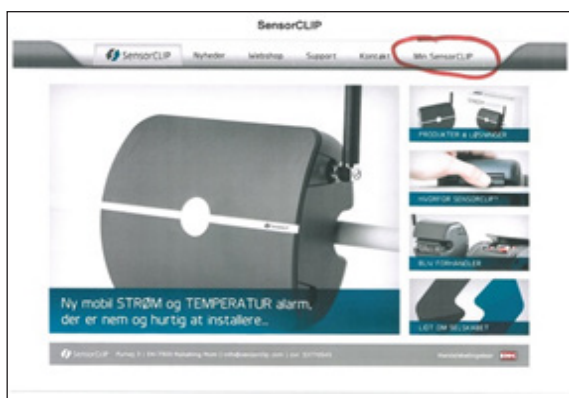 SensorCLIP
SensorCLIP Nyheder Webshop Support Kontakt Min SensorCLIP
PRODUKTER & LØSNINGER
HVORFOR SENSORCLIP
BLIV FORHANDLER
Ny mobil STRØM og TEMPERATUR alarm,
der er nem og hurtig at installere...
LIDT OM SELSKABET
SensorCLIP
Handelsbetingelser